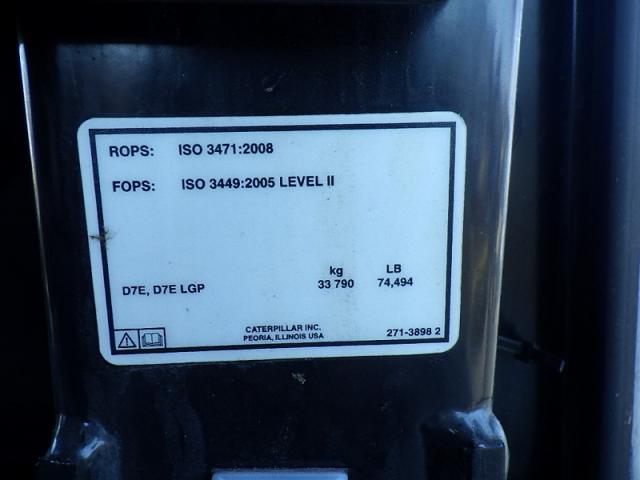 ROPS: ISO 3471:2008
FOPS: ISO 3449:2005 LEVEL II
kg LB
D7E, D7E LGP 33 790 74,494
CATERPILLAR INC.
PEORIA, ILLINOIS USA 271-3898 2